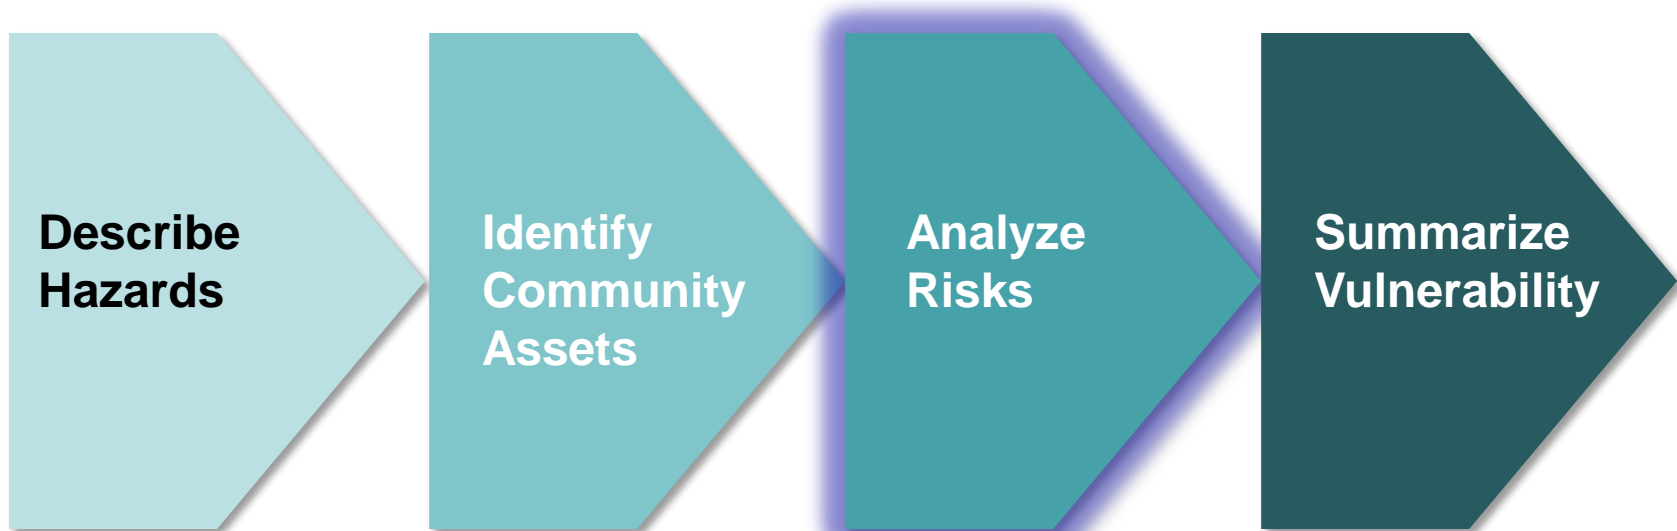 Describe
Hazards
Identify
Community
Assets
Analyze
Risks
Summarize
Vulnerability